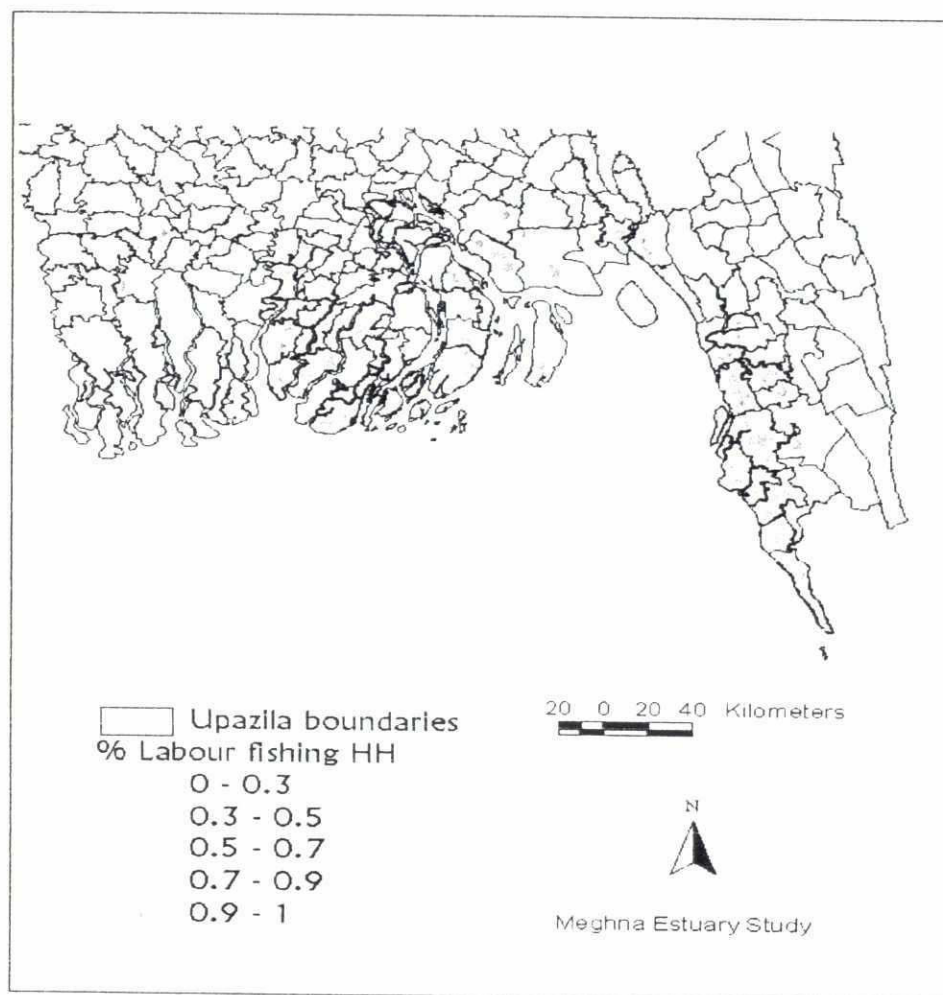 Upazila boundaries
% Labour fishing HH
0 - 0.3
0.3 - 0.5
0.5 - 0.7
0.7 - 0.9
0.9 - 1
20 0 20 40 Kilometers
N
Meghna Estuary Study